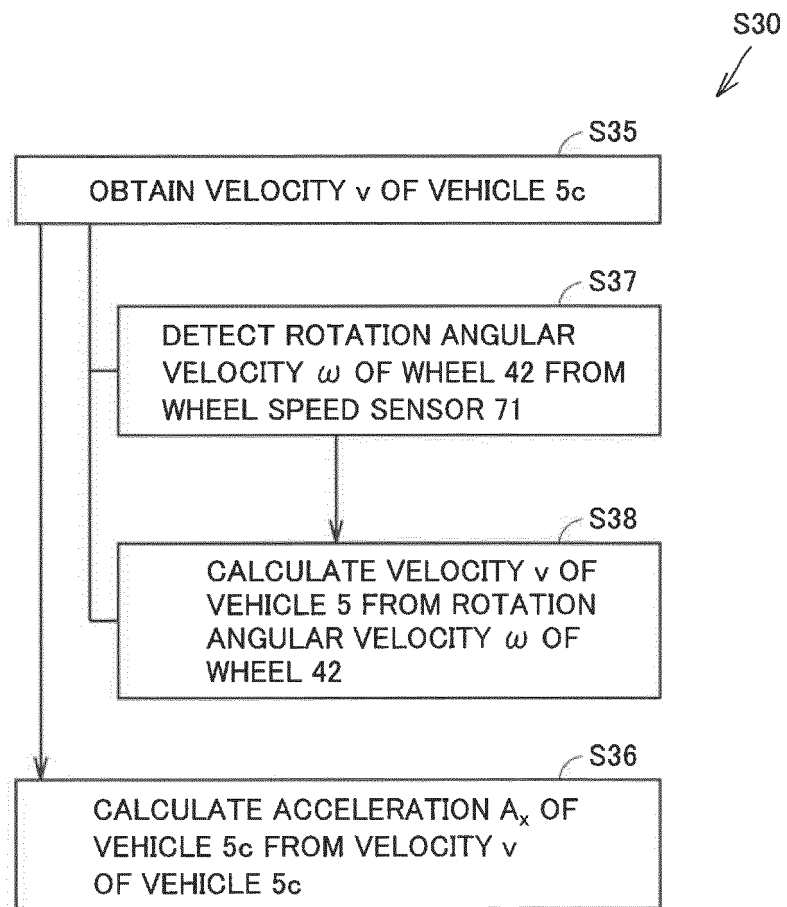 S30
S35
OBTAIN VELOCITY v OF VEHICLE 5c
S37
DETECT ROTATION ANGULAR
VELOCITY ω OF WHEEL 42 FROM
WHEEL SPEED SENSOR 71
S38
CALCULATE VELOCITY v OF
VEHICLE 5 FROM ROTATION
ANGULAR VELOCITY ω OF
WHEEL 42
S36
CALCULATE ACCELERATION Aₓ OF
VEHICLE 5c FROM VELOCITY v
OF VEHICLE 5c